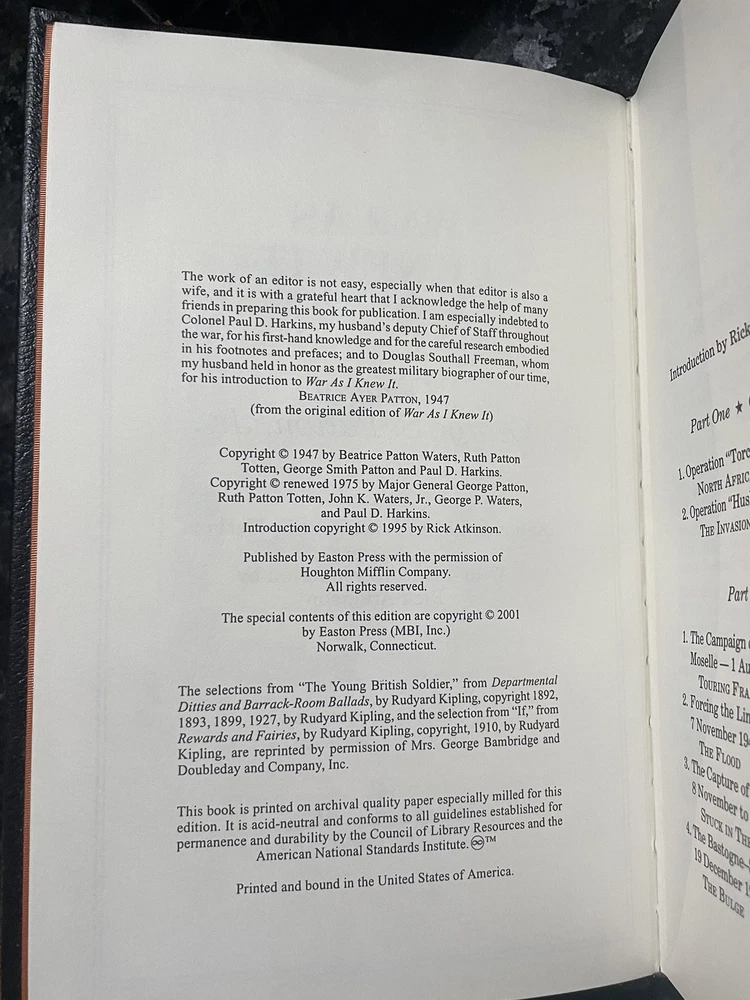 The work of an editor is not easy, especially when that editor is also a
wife, and it is with a grateful heart that I acknowledge the help of many
friends in preparing this book for publication. I am especially indebted to
Colonel Paul D. Harkins, my husband's deputy Chief of Staff throughout
the war, for his first-hand knowledge and for the careful research embodied
in his footnotes and prefaces; and to Douglas Southall Freeman, whom
my husband held in honor as the greatest military biographer of our time,
for his introduction to War As I Knew It.
BEATRICE AYER PATTON, 1947
(from the original edition of War As I Knew It)
Copyright © 1947 by Beatrice Patton Waters, Ruth Patton
Totten, George Smith Patton and Paul D. Harkins.
Copyright © renewed 1975 by Major General George Patton,
Ruth Patton Totten, John K. Waters, Jr., George P. Waters,
and Paul D. Harkins.
Introduction copyright © 1995 by Rick Atkinson.
Published by Easton Press with the permission of
Houghton Mifflin Company.
All rights reserved.
The special contents of this edition are copyright © 2001
by Easton Press (MBI, Inc.)
Norwalk, Connecticut.
The selections from "The Young British Soldier," from Departmental
Ditties and Barrack-Room Ballads, by Rudyard Kipling, copyright 1892,
1893, 1899, 1927, by Rudyard Kipling, and the selection from "If," from
Rewards and Fairies, by Rudyard Kipling, copyright, 1910, by Rudyard
Kipling, are reprinted by permission of Mrs. George Bambridge and
Doubleday and Company, Inc.
This book is printed on archival quality paper especially milled for this
edition. It is acid-neutral and conforms to all guidelines established for
permanence and durability by the Council of Library Resources and the
American National Standards Institute. ♾™
Printed and bound in the United States of America.
Introduction by Rick
Part One ★
1. Operation "Torc
NORTH AFRIC
2. Operation "Hus
THE INVASION
Part
1. The Campaign
Moselle — 1 Au
TOURING FRA
2. Forcing the Lin
7 November 19
THE FLOOD
3. The Capture of
8 November to
STUCK IN THE
4. The Bastogne
19 December 1
THE BULGE